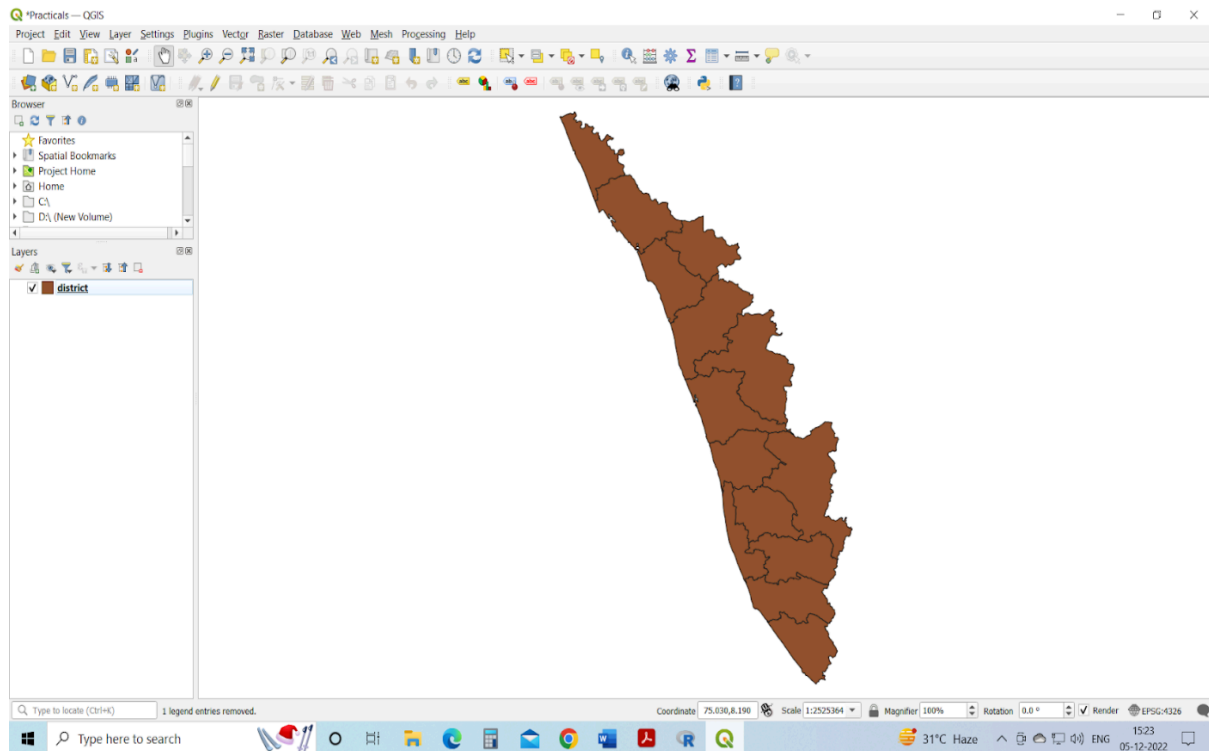 *Practicals — QGIS
Project Edit View Layer Settings Plugins Vector Raster Database Web Mesh Processing Help
Browser
Favorites
Spatial Bookmarks
Project Home
Home
C:\
D:\ (New Volume)
Layers
district
Type to locate (Ctrl+K) 1 legend entries removed. Coordinate 75.030,8.190 Scale 1:2525364 Magnifier 100% Rotation 0.0 ° Render EPSG:4326
Type here to search 31°C Haze ENG 15:23
05-12-2022